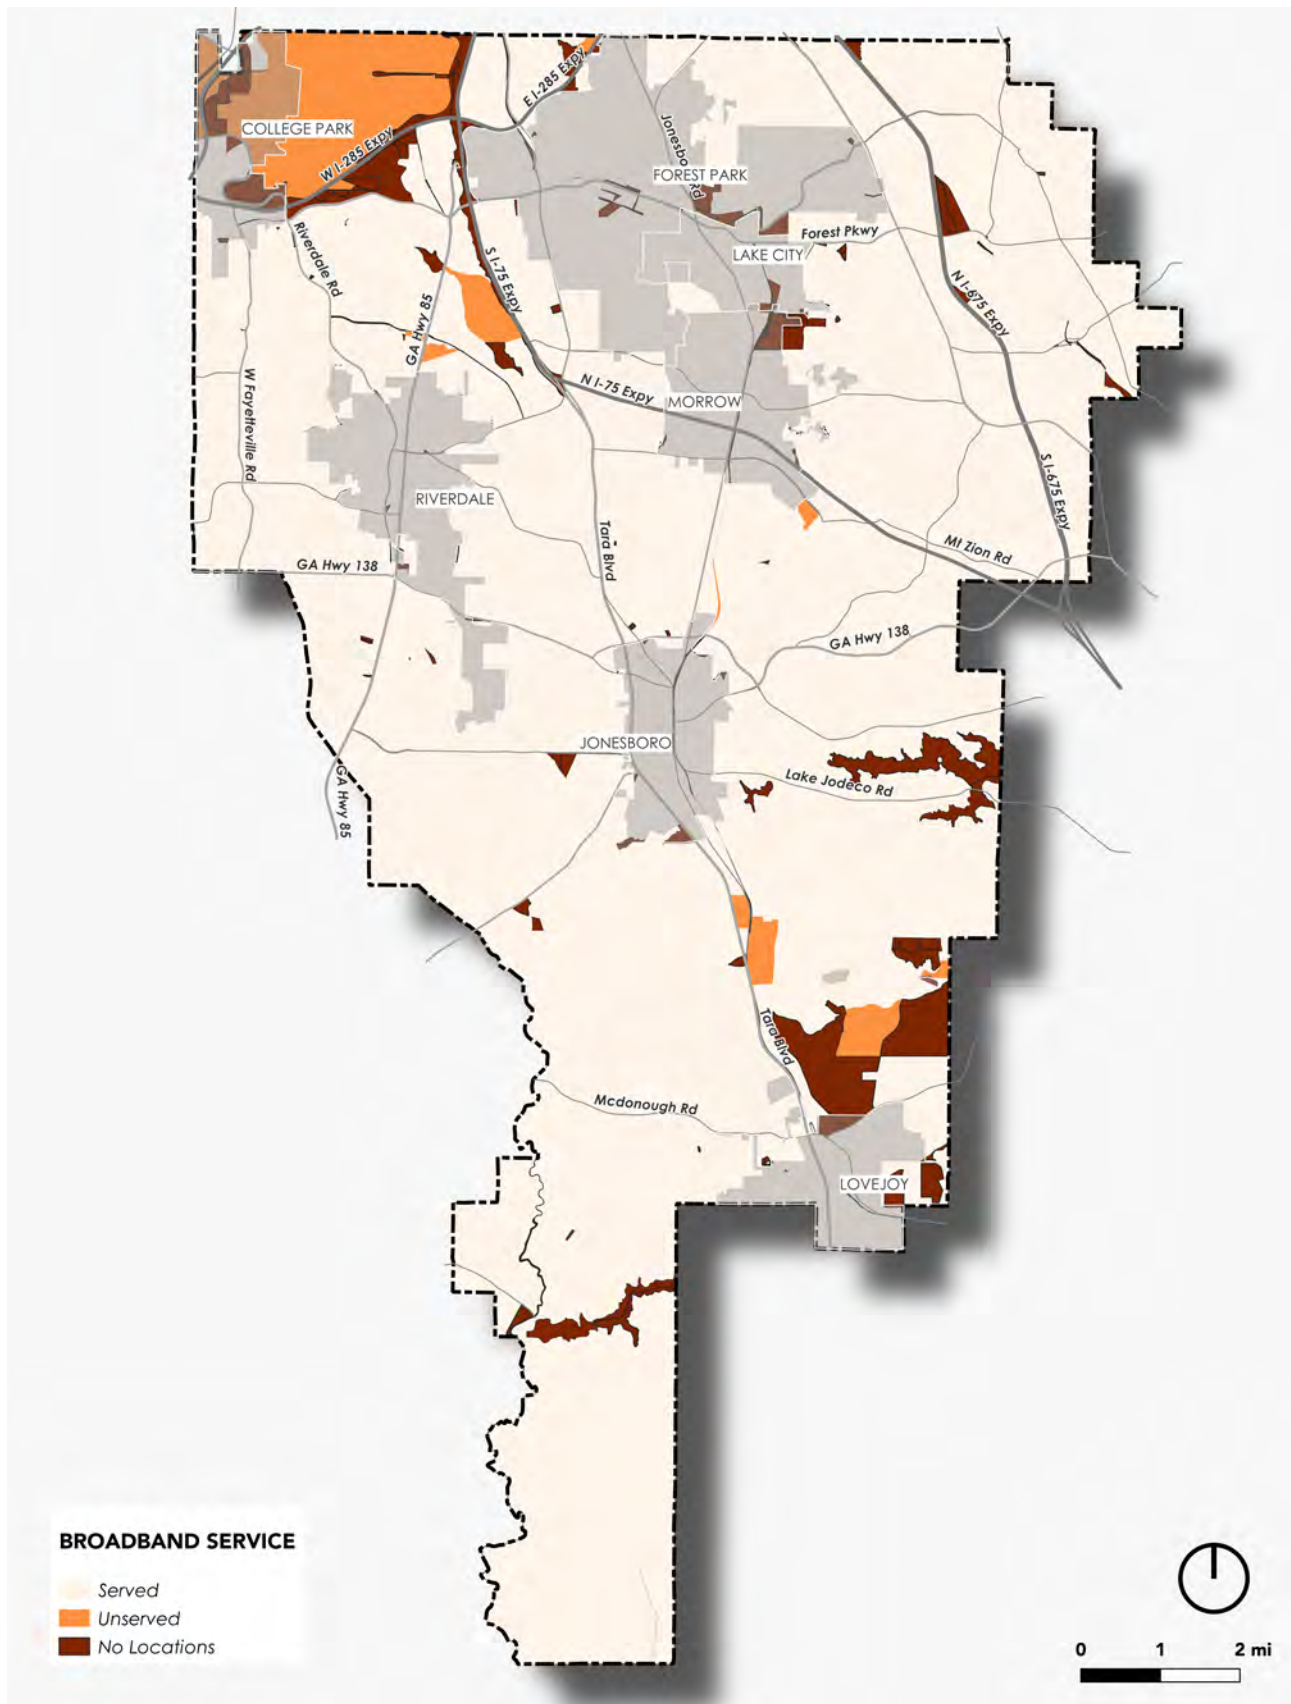 E I-285 Expy
COLLEGE PARK
W I-285 Expy
Jonesboro Rd
FOREST PARK
Forest Pkwy
LAKE CITY
Riverdale Rd
S I-75 Expy
GA Hwy 85
N I-675 Expy
W Fayetteville Rd
N I-75 Expy
MORROW
S I-675 Expy
RIVERDALE
Tara Blvd
Mt Zion Rd
GA Hwy 138
GA Hwy 138
JONESBORO
GA Hwy 85
Lake Jodeco Rd
Tara Blvd
Mcdonough Rd
LOVEJOY
BROADBAND SERVICE
Served
Unserved
No Locations
0 1 2 mi